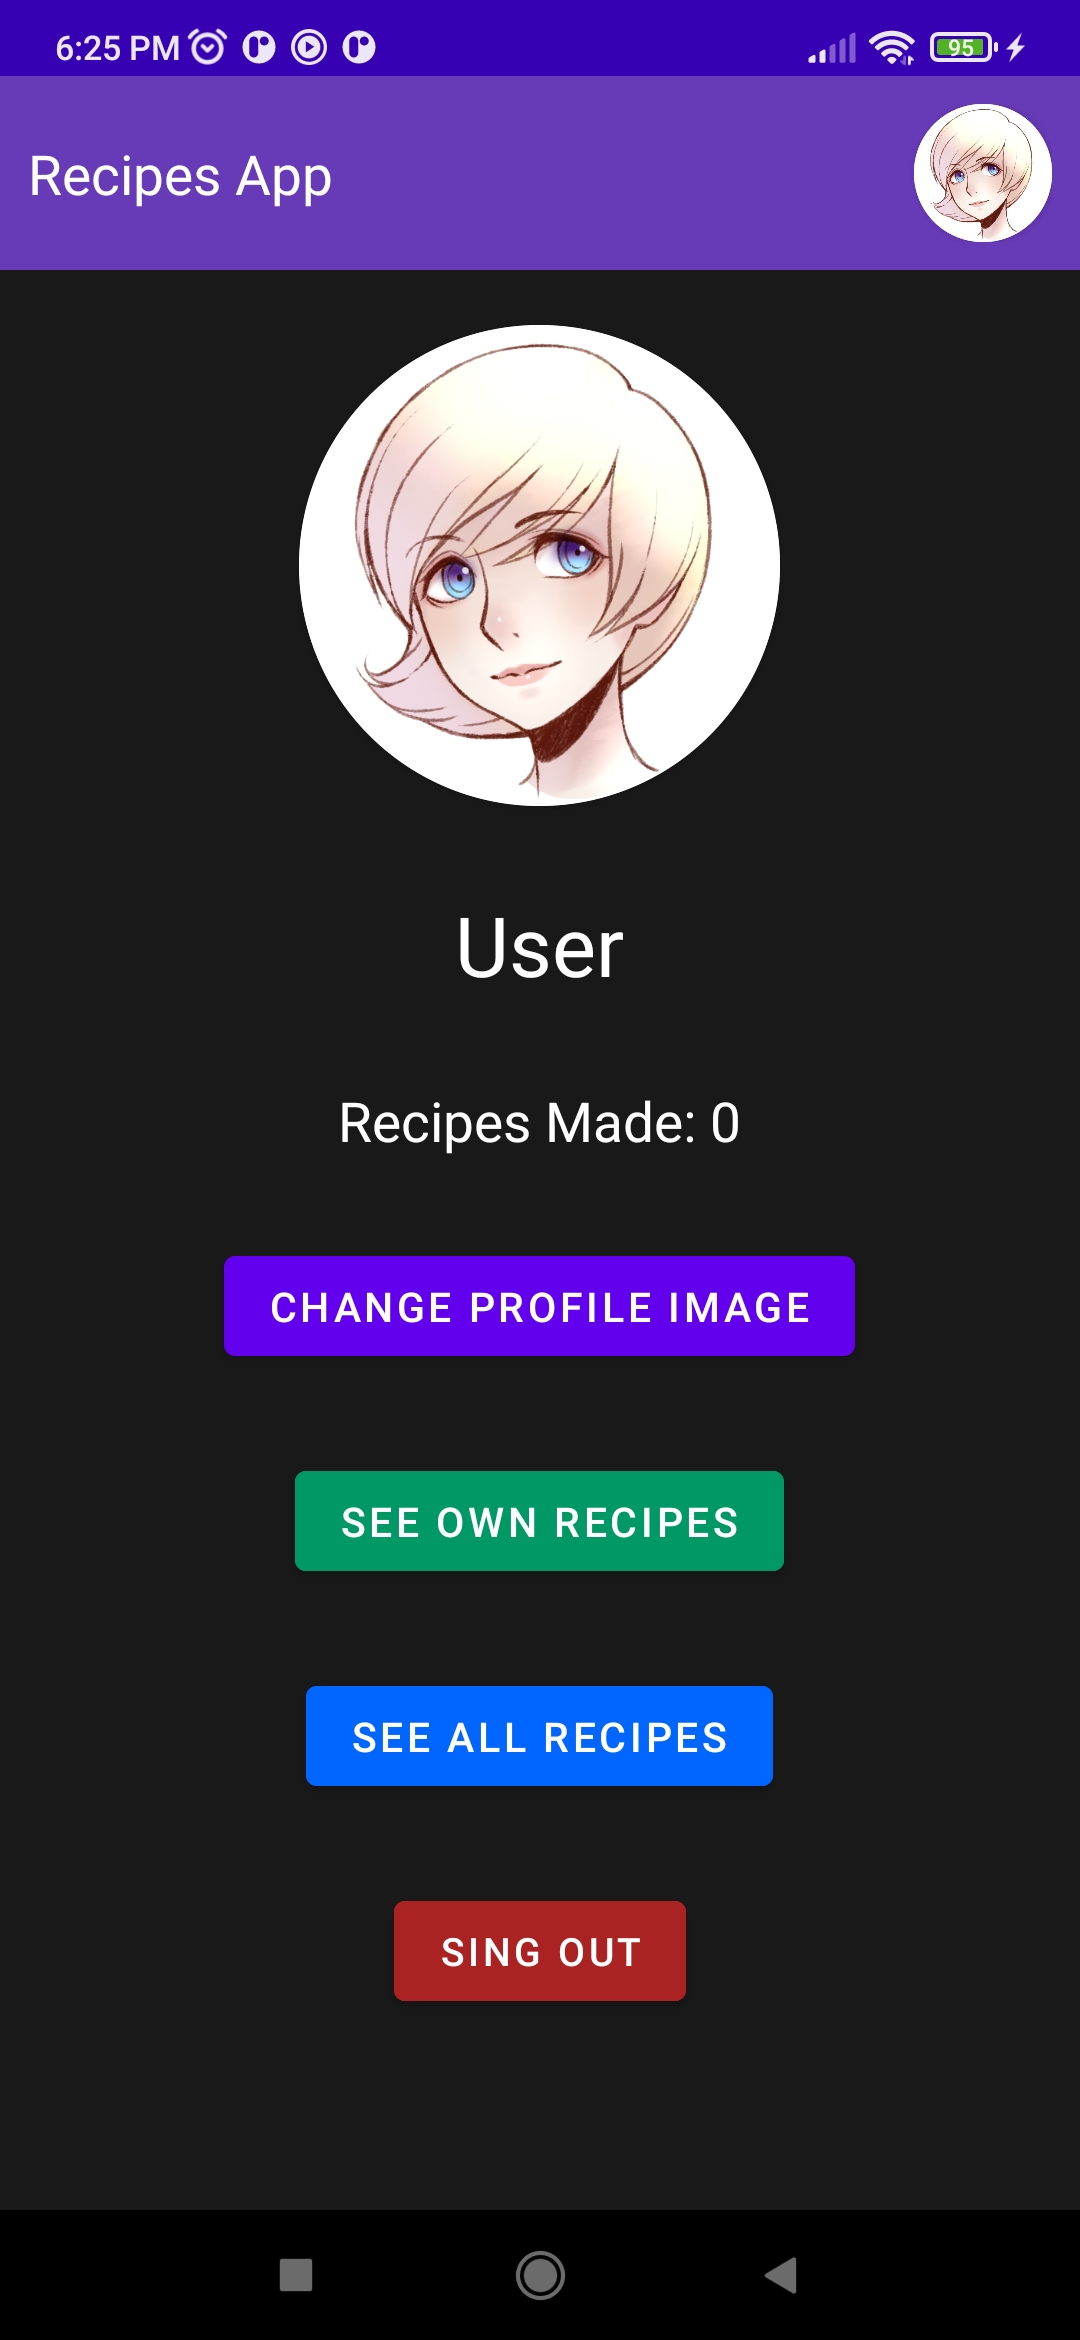 6:25 PM
95
Recipes App
User
Recipes Made: 0
CHANGE PROFILE IMAGE
SEE OWN RECIPES
SEE ALL RECIPES
SING OUT